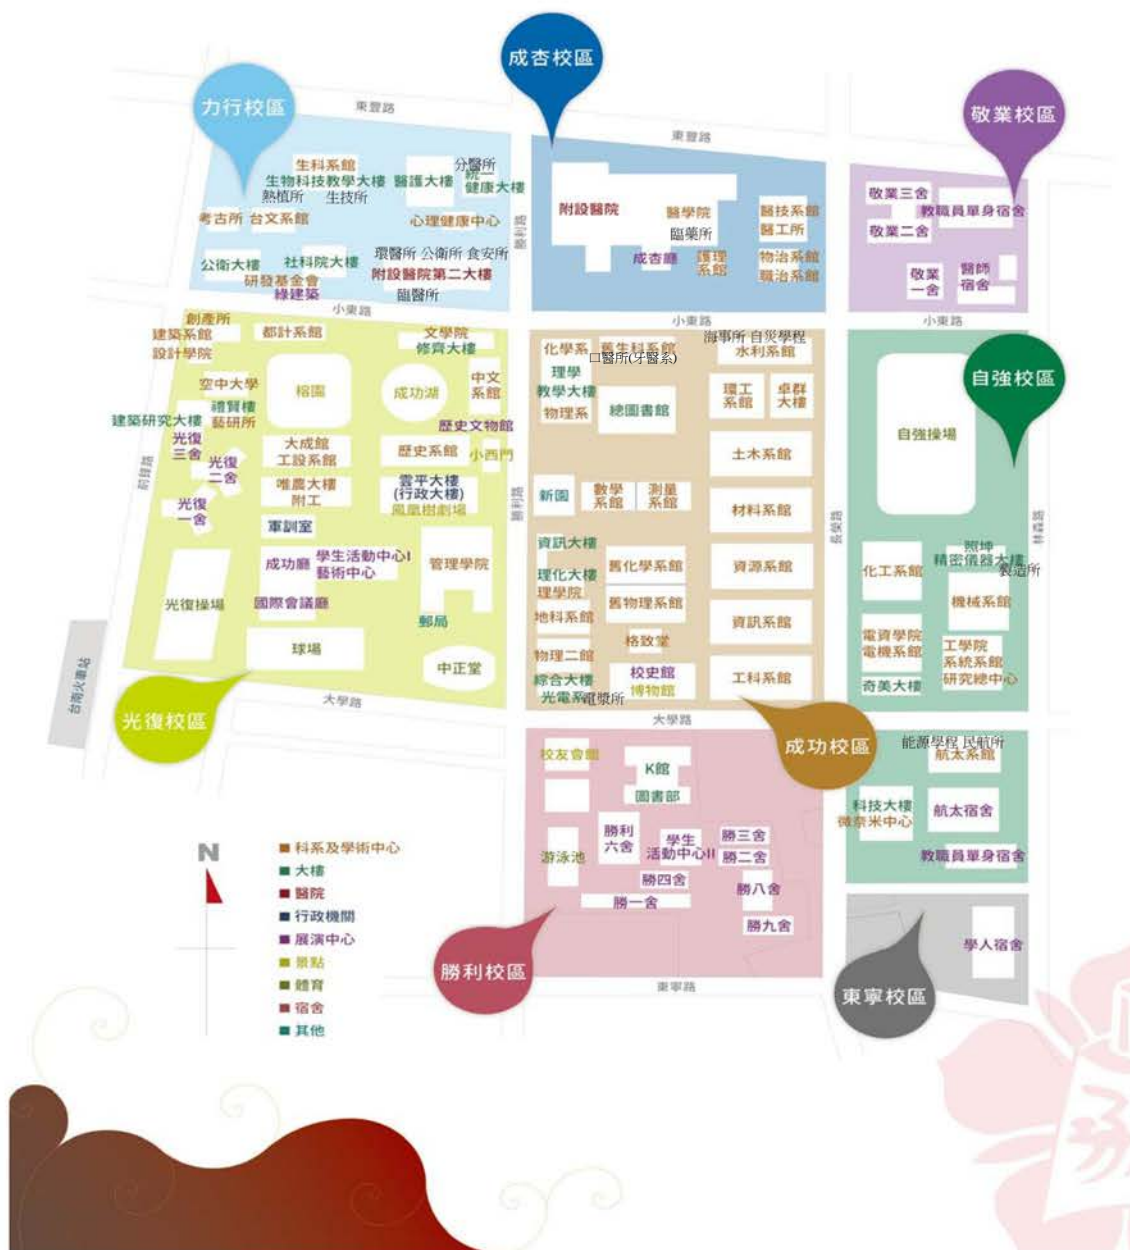 成杏校區
力行校區
敬業校區
東豐路
東豐路
生科系館
生物科技教學大樓
熱植所
生技所
醫護大樓
分醫所
統一
健康大樓
考古所
台文系館
心理健康中心
公衛大樓
社科院大樓
研發基金會
綠建築
環醫所 公衛所 食安所
附設醫院第二大樓
臨醫所
勝利路
附設醫院
醫學院
臨藥所
成杏廳
護理
系館
醫技系館
醫工所
物治系館
職治系館
敬業三舍
教職員單身宿舍
敬業二舍
敬業
一舍
醫師
宿舍
小東路
小東路
小東路
創產所
建築系館
設計學院
都計系館
文學院
修齊大樓
空中大學
榕園
成功湖
中文
系館
禮賢樓
藝研所
建築研究大樓
歷史文物館
光復
三舍
光復
二舍
光復
一舍
大成館
工設系館
歷史系館
小西門
唯農大樓
附工
雲平大樓
(行政大樓)
鳳凰樹劇場
軍訓室
成功廳
學生活動中心I
藝術中心
管理學院
國際會議廳
郵局
光復操場
球場
中正堂
前鋒路
勝利路
台南火車站
大學路
光復校區
化學系
舊生科系館
口醫所(牙醫系)
海事所 自災學程
水利系館
理學
教學大樓
物理系
總圖書館
環工
系館
卓群
大樓
土木系館
新園
數學
系館
測量
系館
材料系館
資訊大樓
理化大樓
理學院
舊化學系館
資源系館
地科系館
舊物理系館
資訊系館
格致堂
物理二館
綜合大樓
光電系
電漿所
校史館
博物館
工科系館
大學路
成功校區
長榮路
林森路
自強校區
自強操場
照坤
精密儀器大樓
製造所
化工系館
機械系館
電資學院
電機系館
工學院
系統系館
研究總中心
奇美大樓
能源學程 民航所
航太系館
科技大樓
微奈米中心
航太宿舍
教職員單身宿舍
校友會館
K館
圖書部
游泳池
勝利
六舍
學生
活動中心II
勝三舍
勝二舍
勝四舍
勝八舍
勝一舍
勝九舍
勝利校區
東寧路
東寧校區
學人宿舍
N
科系及學術中心
大樓
醫院
行政機關
展演中心
景點
體育
宿舍
其他